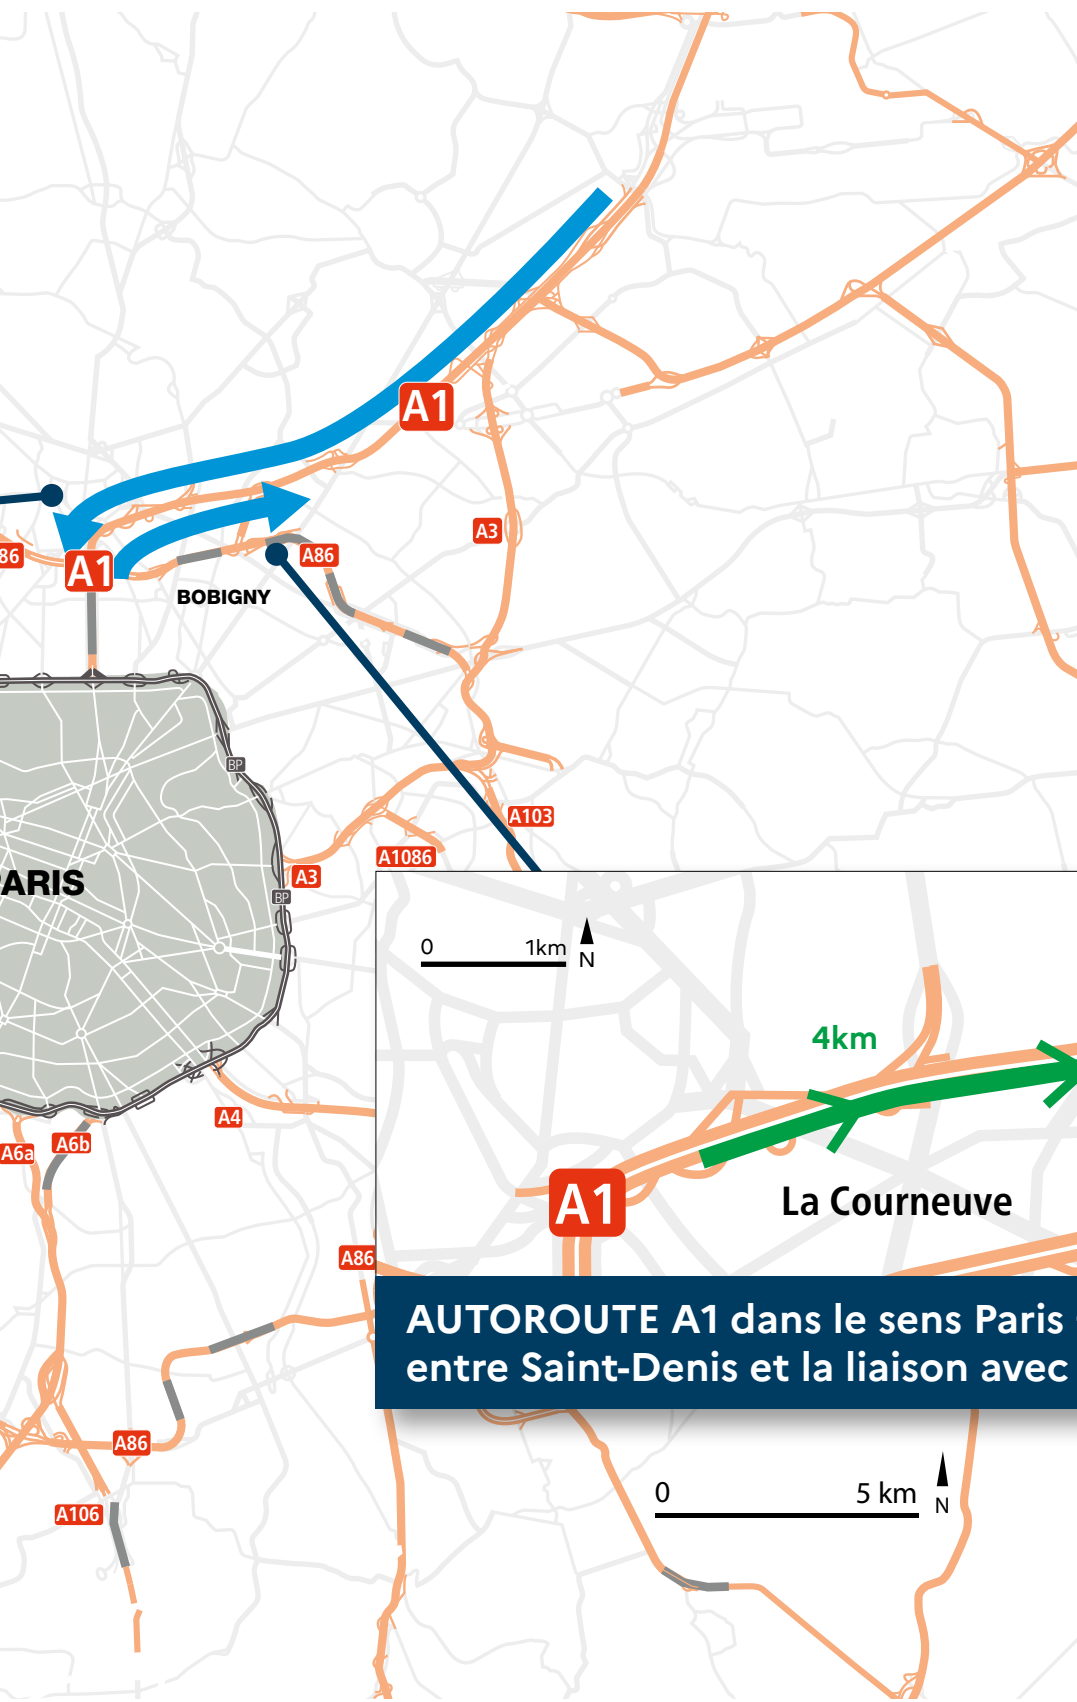 A1
A3
86
A1
A86
BOBIGNY
BP
A103
A1086
A3
ARIS
BP
0 1km
N
4km
A4
A6a
A6b
A1
La Courneuve
A86
AUTOROUTE A1 dans le sens Paris
entre Saint-Denis et la liaison avec
A86
0 5 km
N
A106